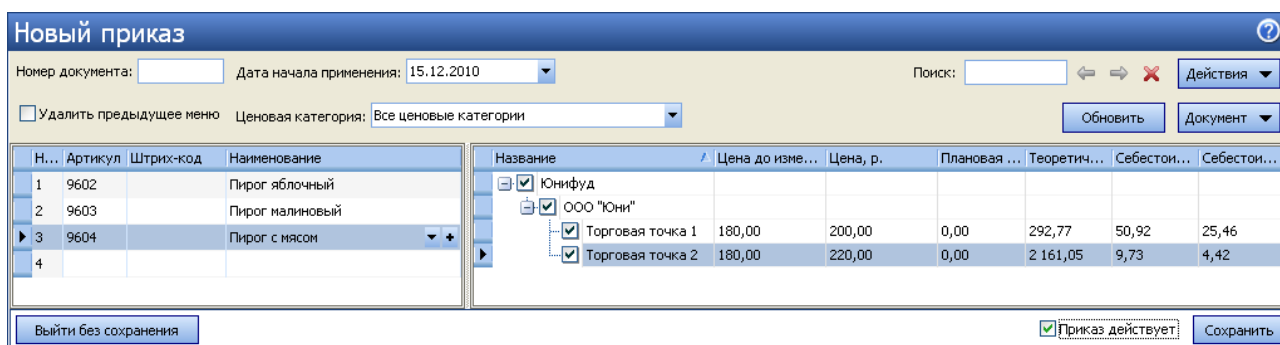 Новый приказ
Номер документа: Дата начала применения: 15.12.2010 Поиск: Действия
Удалить предыдущее меню Ценовая категория: Все ценовые категории Обновить Документ
Н... Артикул Штрих-код Наименование
1 9602 Пирог яблочный
2 9603 Пирог малиновый
3 9604 Пирог с мясом
4
Название Цена до изме... Цена, р. Плановая ... Теоретич... Себестои... Себестои...
Юнифуд
ООО "Юни"
Торговая точка 1 180,00 200,00 0,00 292,77 50,92 25,46
Торговая точка 2 180,00 220,00 0,00 2 161,05 9,73 4,42
Выйти без сохранения Приказ действует Сохранить